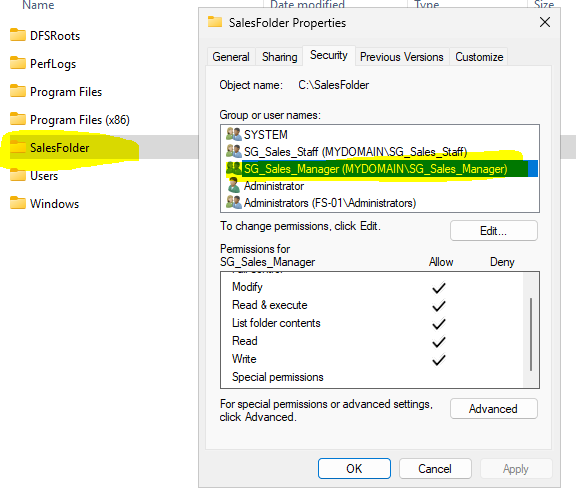 Name
Date modified
Type
Size
DFSRoots
PerfLogs
Program Files
Program Files (x86)
SalesFolder
Users
Windows
SalesFolder Properties
General Sharing Security Previous Versions Customize
Object name: C:\SalesFolder
Group or user names:
SYSTEM
SG_Sales_Staff (MYDOMAIN\SG_Sales_Staff)
SG_Sales_Manager (MYDOMAIN\SG_Sales_Manager)
Administrator
Administrators (FS-01\Administrators)
To change permissions, click Edit.
Edit...
Permissions for
SG_Sales_Manager Allow Deny
Full control
Modify
Read & execute
List folder contents
Read
Write
Special permissions
For special permissions or advanced settings,
click Advanced.
Advanced
OK Cancel Apply